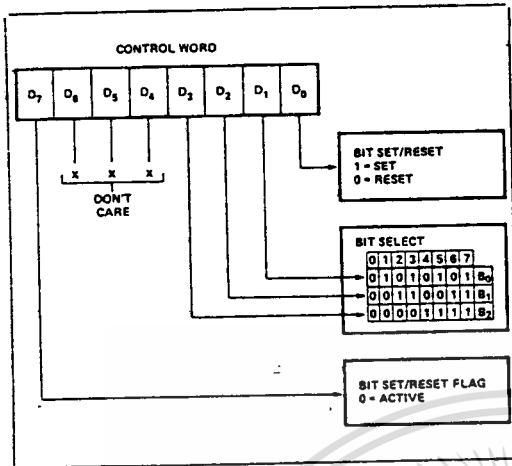 CONTROL WORD
D7 D6 D5 D4 D3 D2 D1 D0
X X X
DON'T
CARE
BIT SET/RESET
1 = SET
0 = RESET
BIT SELECT
0 1 2 3 4 5 6 7
0 1 0 1 0 1 0 1 B0
0 0 1 1 0 0 1 1 B1
0 0 0 0 1 1 1 1 B2
BIT SET/RESET FLAG
0 = ACTIVE